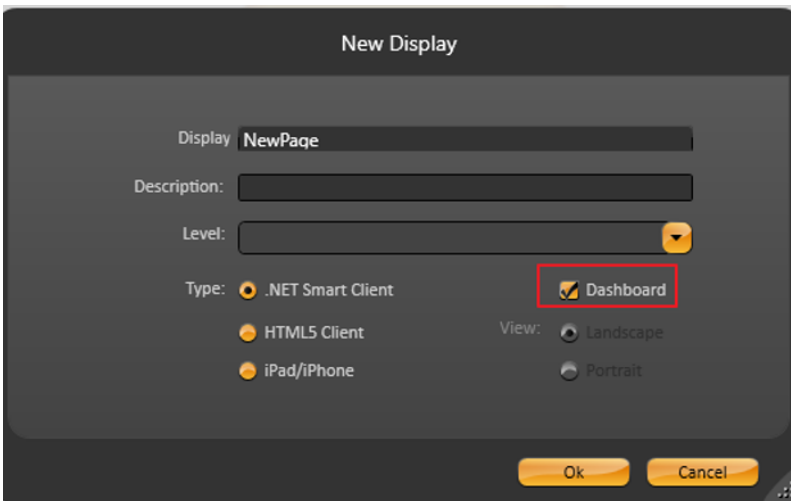 New Display
Display NewPage
Description:
Level:
Type: .NET Smart Client Dashboard
HTML5 Client View: Landscape
iPad/iPhone Portrait
Ok Cancel